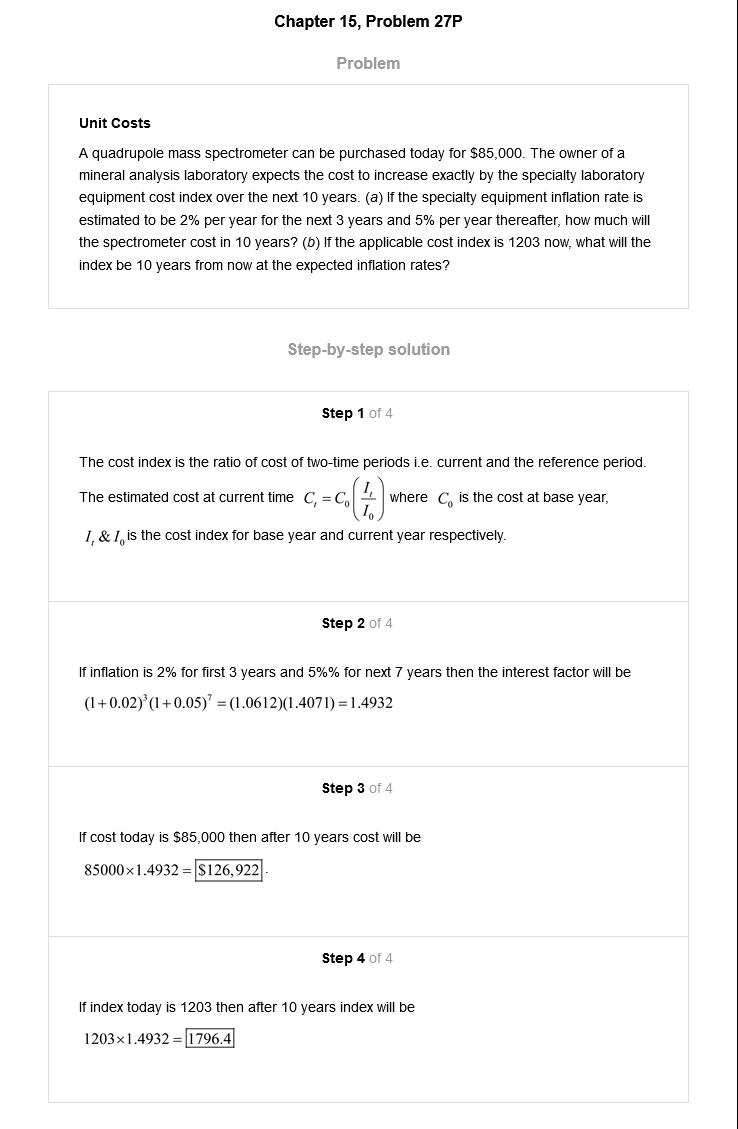 Chapter 15, Problem 27P
Problem
Unit Costs
A quadrupole mass spectrometer can be purchased today for $85,000. The owner of a
mineral analysis laboratory expects the cost to increase exactly by the specialty laboratory
equipment cost index over the next 10 years. (a) If the specialty equipment inflation rate is
estimated to be 2% per year for the next 3 years and 5% per year thereafter, how much will
the spectrometer cost in 10 years? (b) If the applicable cost index is 1203 now, what will the
index be 10 years from now at the expected inflation rates?
Step-by-step solution
Step 1 of 4
The cost index is the ratio of cost of two-time periods i.e. current and the reference period.
The estimated cost at current time C_t = C_0(I_t/I_0) where C_0 is the cost at base year,
I_t & I_0 is the cost index for base year and current year respectively.
Step 2 of 4
If inflation is 2% for first 3 years and 5%% for next 7 years then the interest factor will be
(1+0.02)³(1+0.05)⁷ = (1.0612)(1.4071) = 1.4932
Step 3 of 4
If cost today is $85,000 then after 10 years cost will be
85000×1.4932 = $126,922.
Step 4 of 4
If index today is 1203 then after 10 years index will be
1203×1.4932 = 1796.4